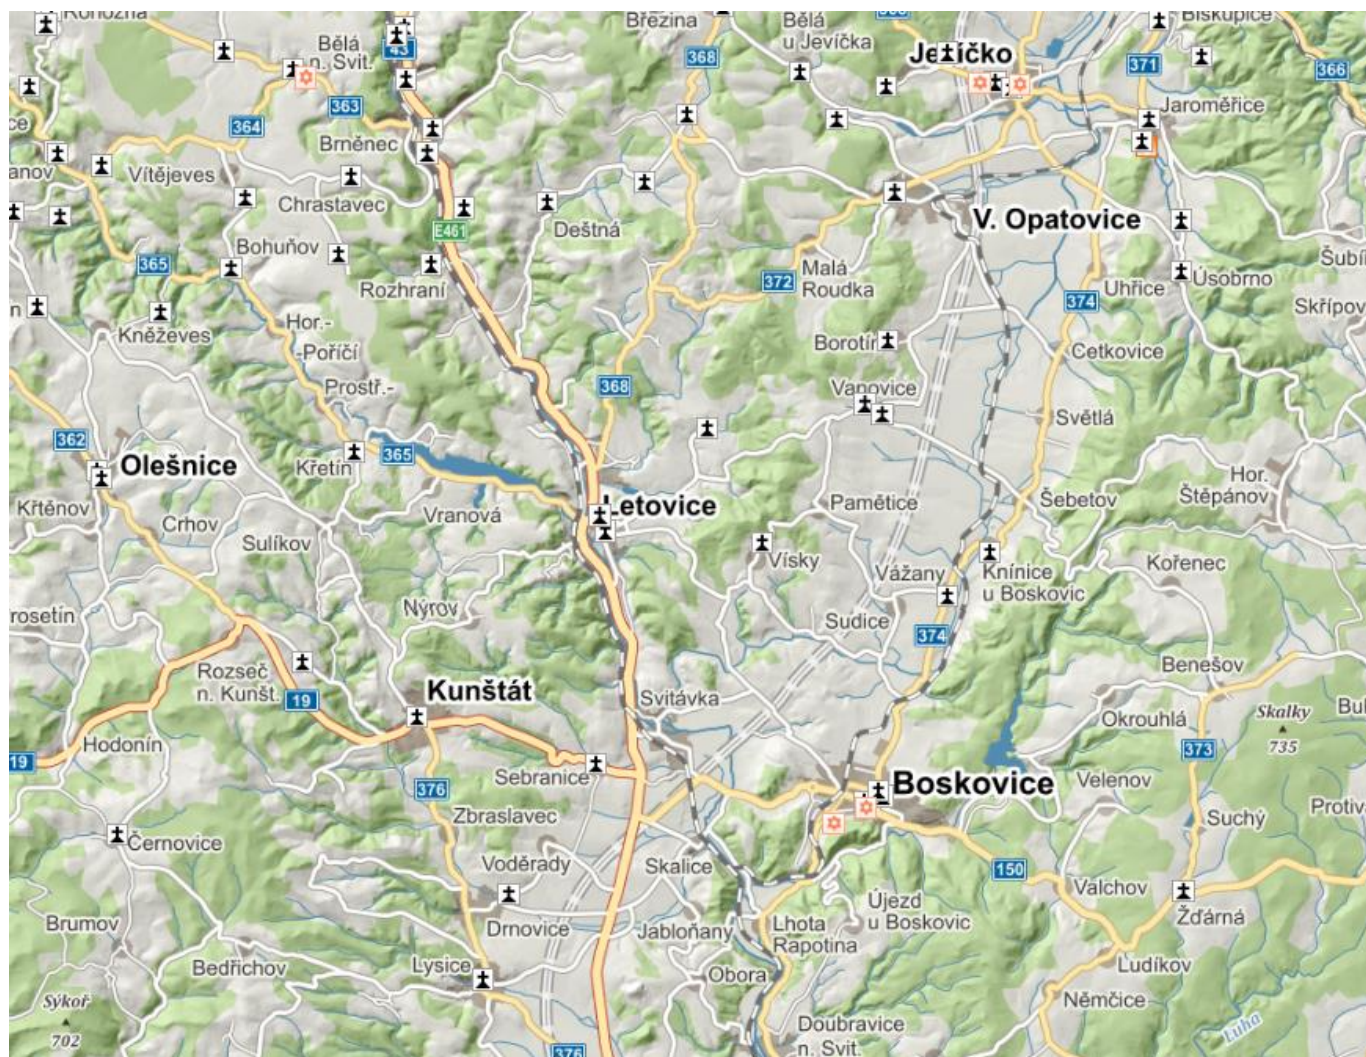 Březina
Bělá
u Jevíčka
Biskupice
43
Bělá
n. Svit.
368
Jevíčko
371
366
363
364
Jaroměřice
Brněnec
Vítějeves
Chrastavec
V. Opatovice
Deštná
E461
Bohuňov
365
Rozhraní
372
Malá
Roudka
Uhřice
Úsobrno
374
Kněževes
Hor.-
-Poříčí
Borotín
Cetkovice
Prostř.-
368
Vanovice
Světlá
362
Olešnice
Křetín
365
Hor.
Štěpánov
Křtěnov
Crhov
Vranová
Letovice
Pamětice
Šebetov
Sulíkov
Vísky
Vážany
Knínice
u Boskovic
Kořenec
Nýrov
Sudice
374
Rozseč
n. Kunšt.
19
Kunštát
Svitávka
Benešov
Okrouhlá
Skalky
735
Hodonín
19
373
Sebranice
376
Boskovice
Velenov
Zbraslavec
Suchý
Černovice
Voděrady
Skalice
150
Valchov
Žďárná
Brumov
Drnovice
Jabloňany
Lhota
Rapotina
Újezd
u Boskovic
Bedřichov
Lysice
Obora
Ludíkov
Sýkoř
702
Němčice
Doubravice
n. Svit.
Luha
376